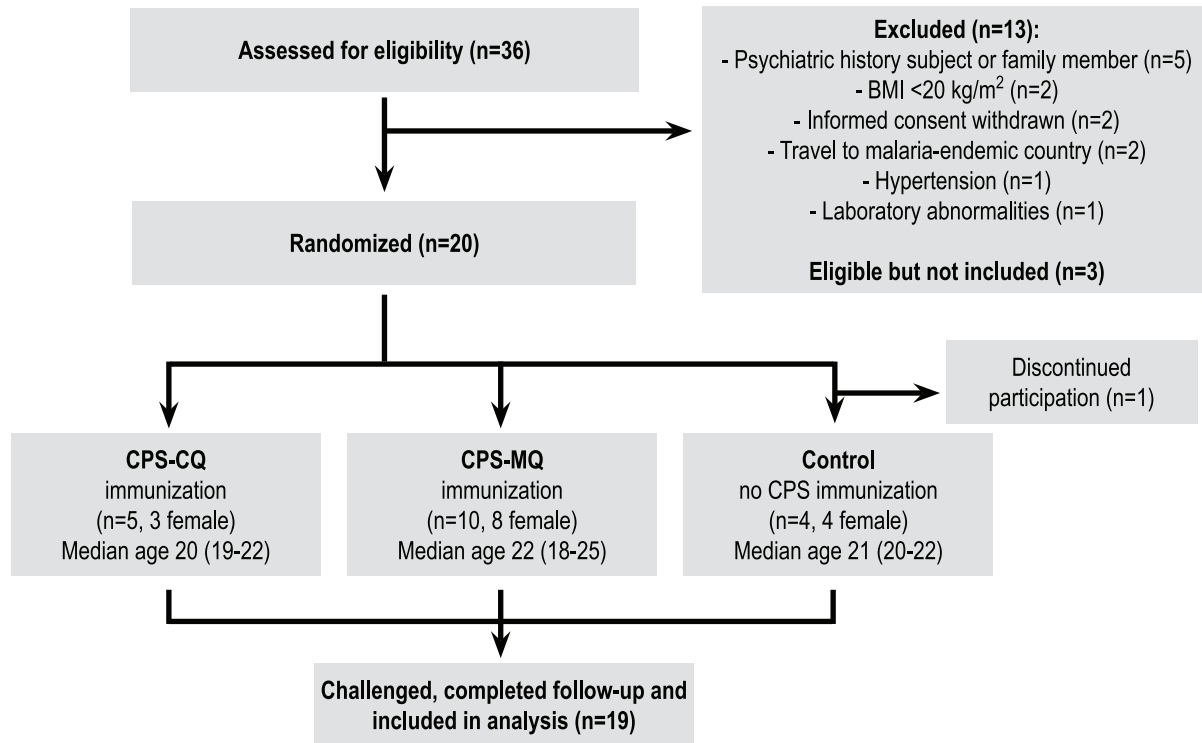 Assessed for eligibility (n=36)
Excluded (n=13):
- Psychiatric history subject or family member (n=5)
- BMI <20 kg/m² (n=2)
- Informed consent withdrawn (n=2)
- Travel to malaria-endemic country (n=2)
- Hypertension (n=1)
- Laboratory abnormalities (n=1)
Eligible but not included (n=3)
Randomized (n=20)
Discontinued
participation (n=1)
CPS-CQ
immunization
(n=5, 3 female)
Median age 20 (19-22)
CPS-MQ
immunization
(n=10, 8 female)
Median age 22 (18-25)
Control
no CPS immunization
(n=4, 4 female)
Median age 21 (20-22)
Challenged, completed follow-up and
included in analysis (n=19)